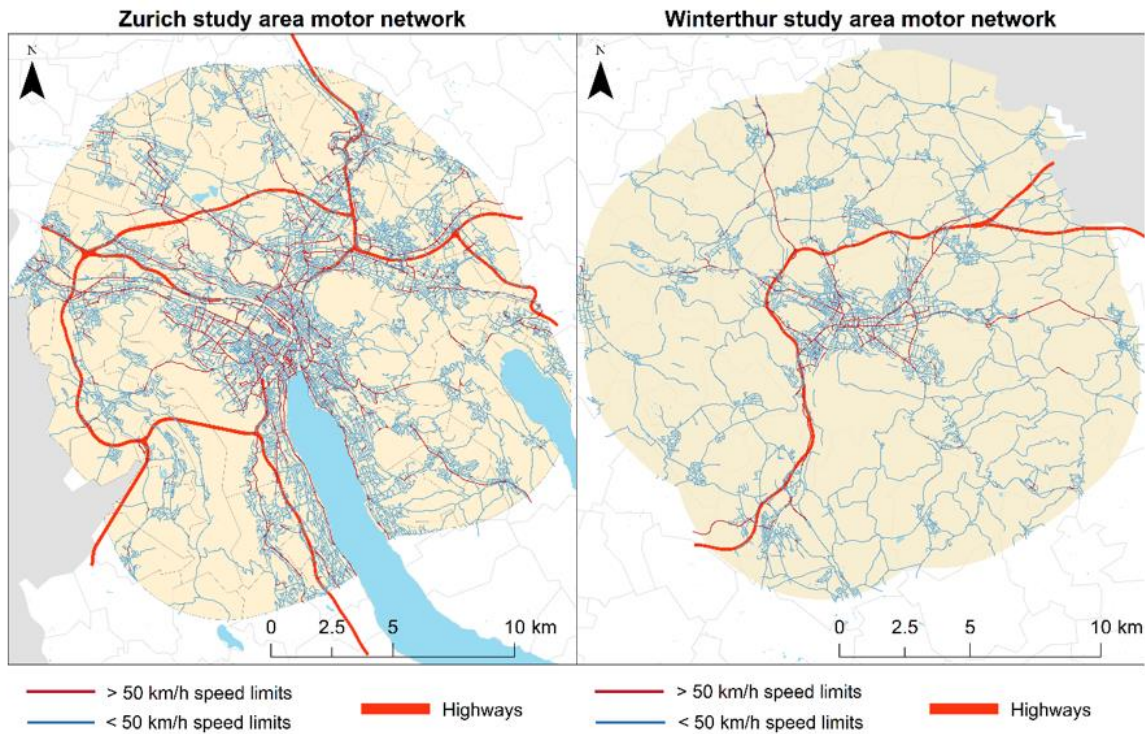 Zurich study area motor network
Winterthur study area motor network
N
N
0 2.5 5 10 km
0 2.5 5 10 km
> 50 km/h speed limits
< 50 km/h speed limits
Highways
> 50 km/h speed limits
< 50 km/h speed limits
Highways